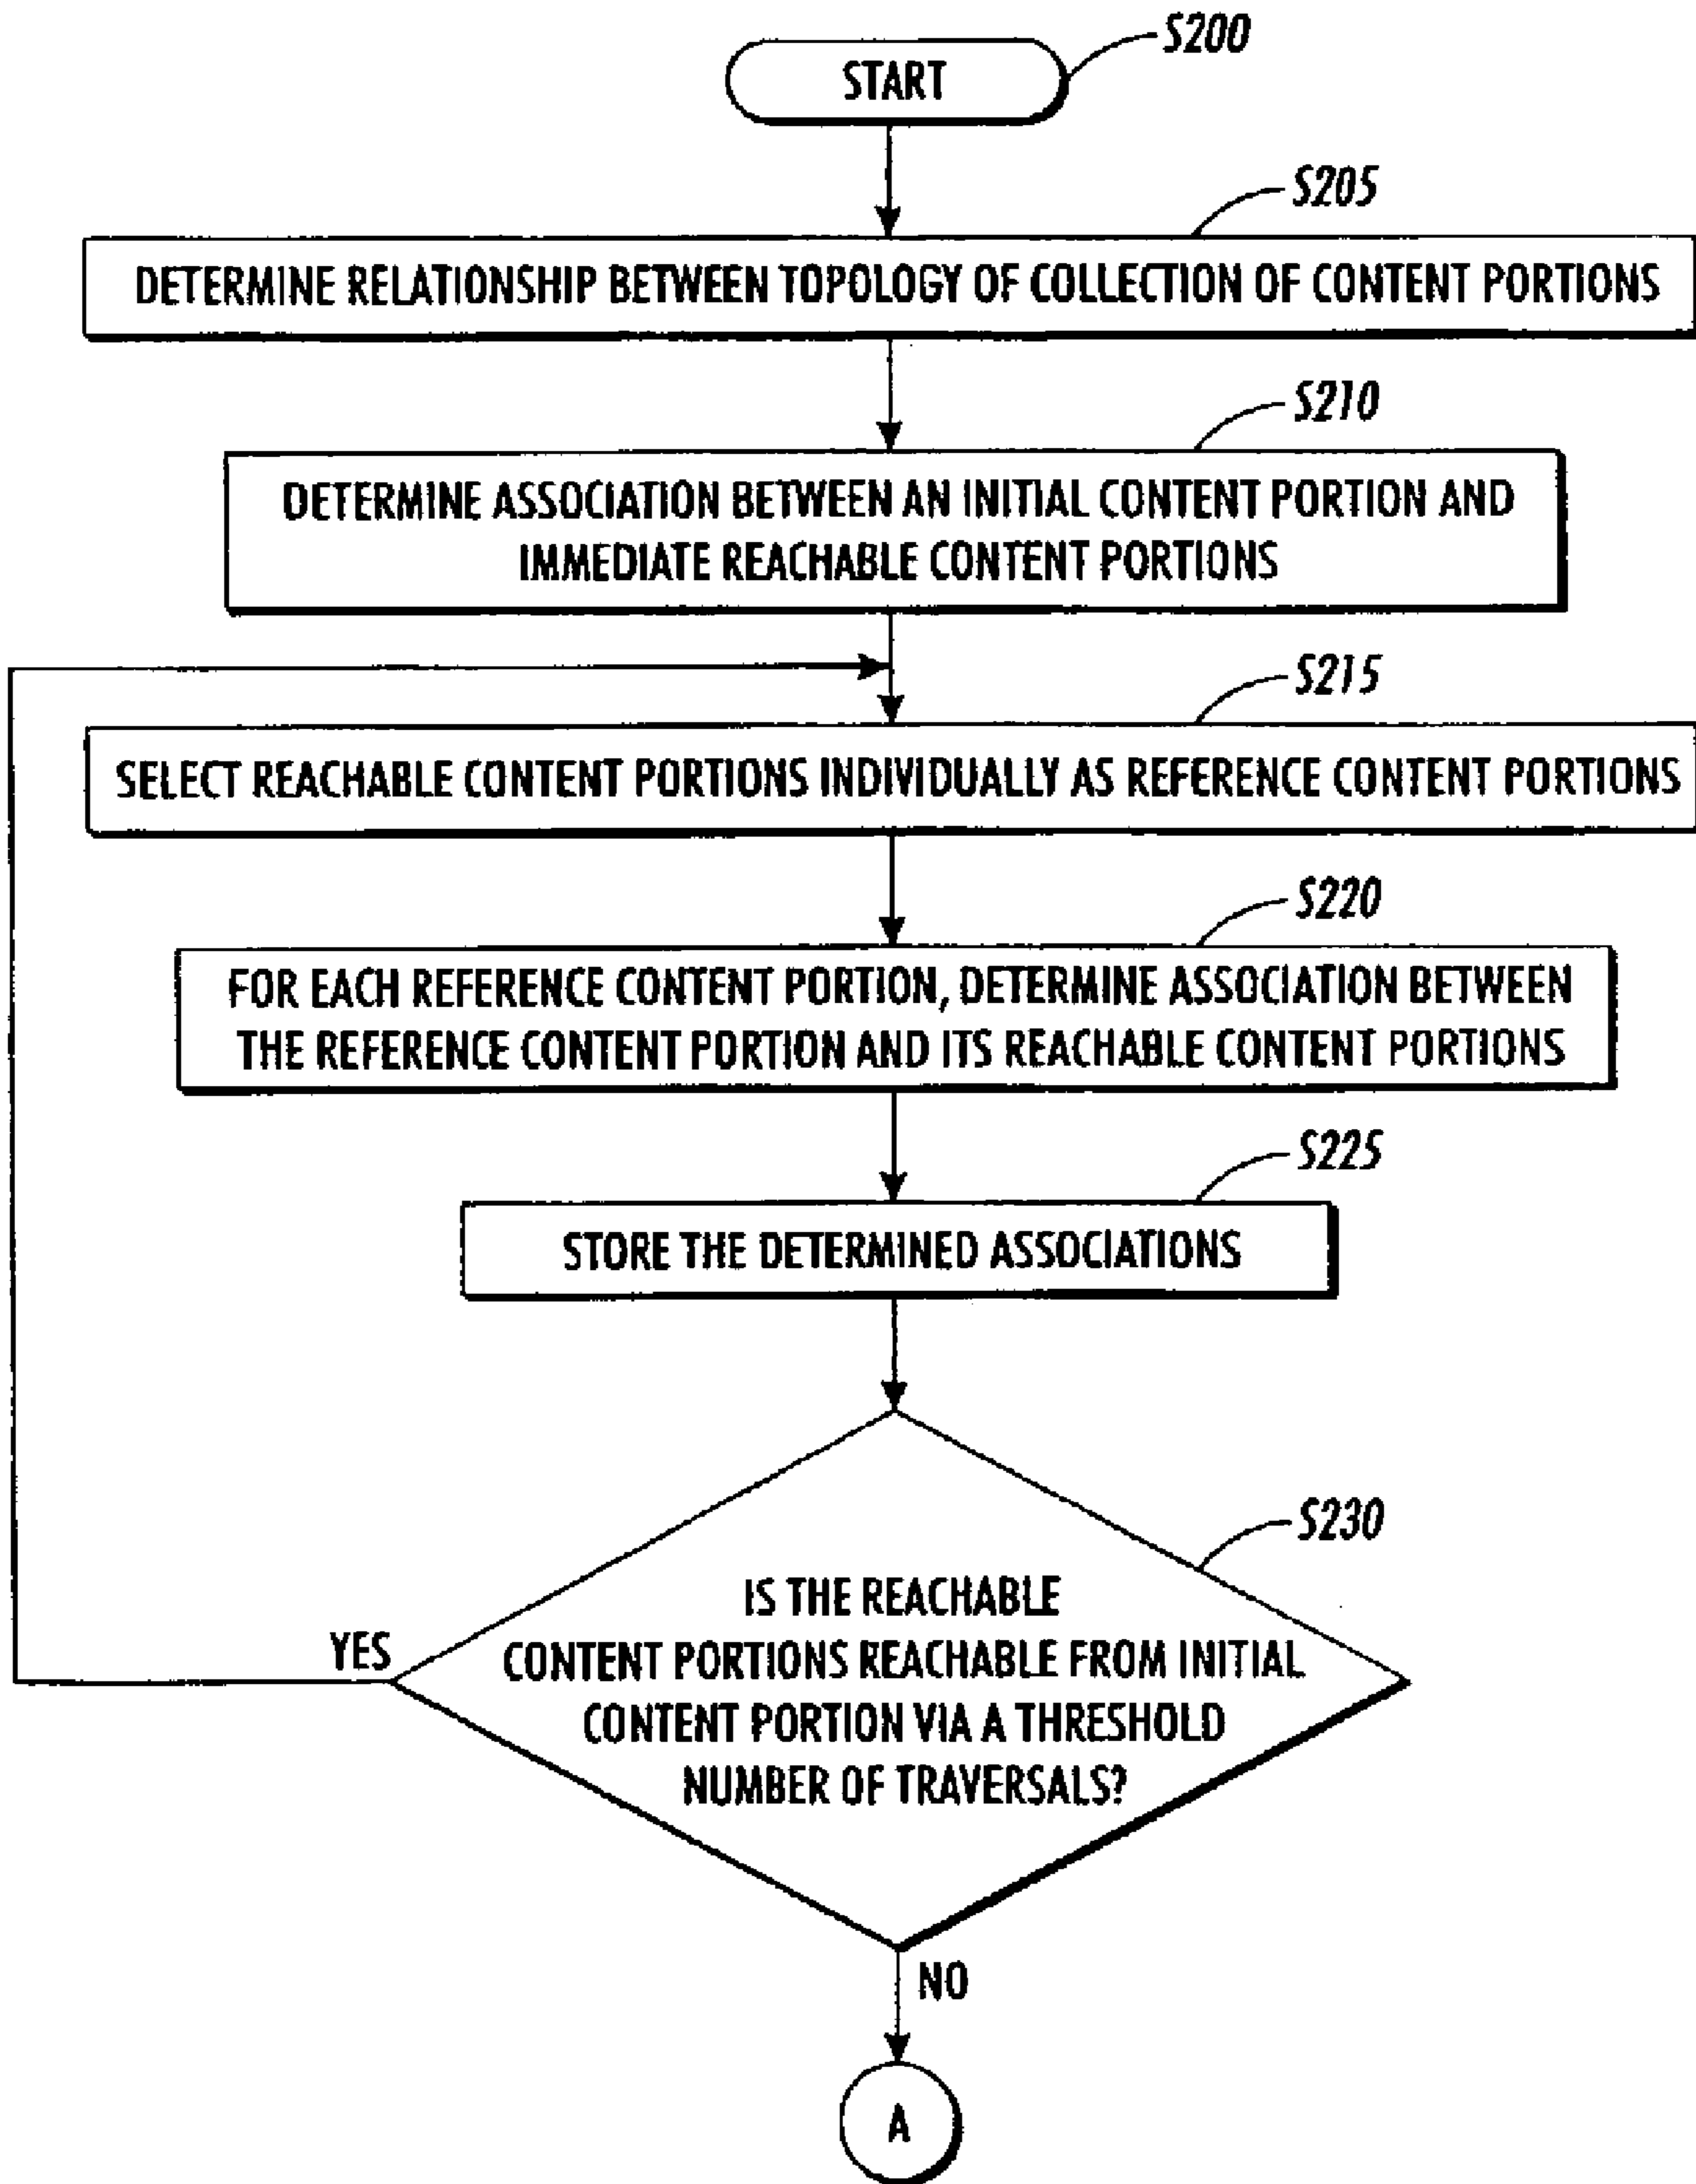 S200
START
S205
DETERMINE RELATIONSHIP BETWEEN TOPOLOGY OF COLLECTION OF CONTENT PORTIONS
S210
DETERMINE ASSOCIATION BETWEEN AN INITIAL CONTENT PORTION AND
IMMEDIATE REACHABLE CONTENT PORTIONS
S215
SELECT REACHABLE CONTENT PORTIONS INDIVIDUALLY AS REFERENCE CONTENT PORTIONS
S220
FOR EACH REFERENCE CONTENT PORTION, DETERMINE ASSOCIATION BETWEEN
THE REFERENCE CONTENT PORTION AND ITS REACHABLE CONTENT PORTIONS
S225
STORE THE DETERMINED ASSOCIATIONS
S230
IS THE REACHABLE
CONTENT PORTIONS REACHABLE FROM INITIAL
CONTENT PORTION VIA A THRESHOLD
NUMBER OF TRAVERSALS?
YES
NO
A